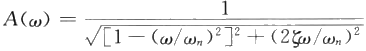 A(ω) = 1 / √([1 − (ω/ωₙ)²]² + (2ζω/ωₙ)²)